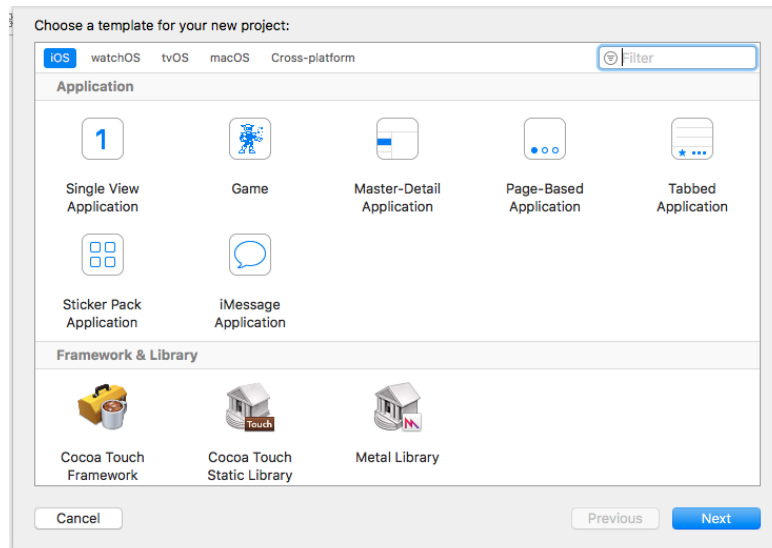 Choose a template for your new project:
iOS watchOS tvOS macOS Cross-platform Filter
Application
1
Single View Application
Game
Master-Detail Application
Page-Based Application
Tabbed Application
Sticker Pack Application
iMessage Application
Framework & Library
Cocoa Touch Framework
Touch
Cocoa Touch Static Library
M
Metal Library
Cancel Previous Next